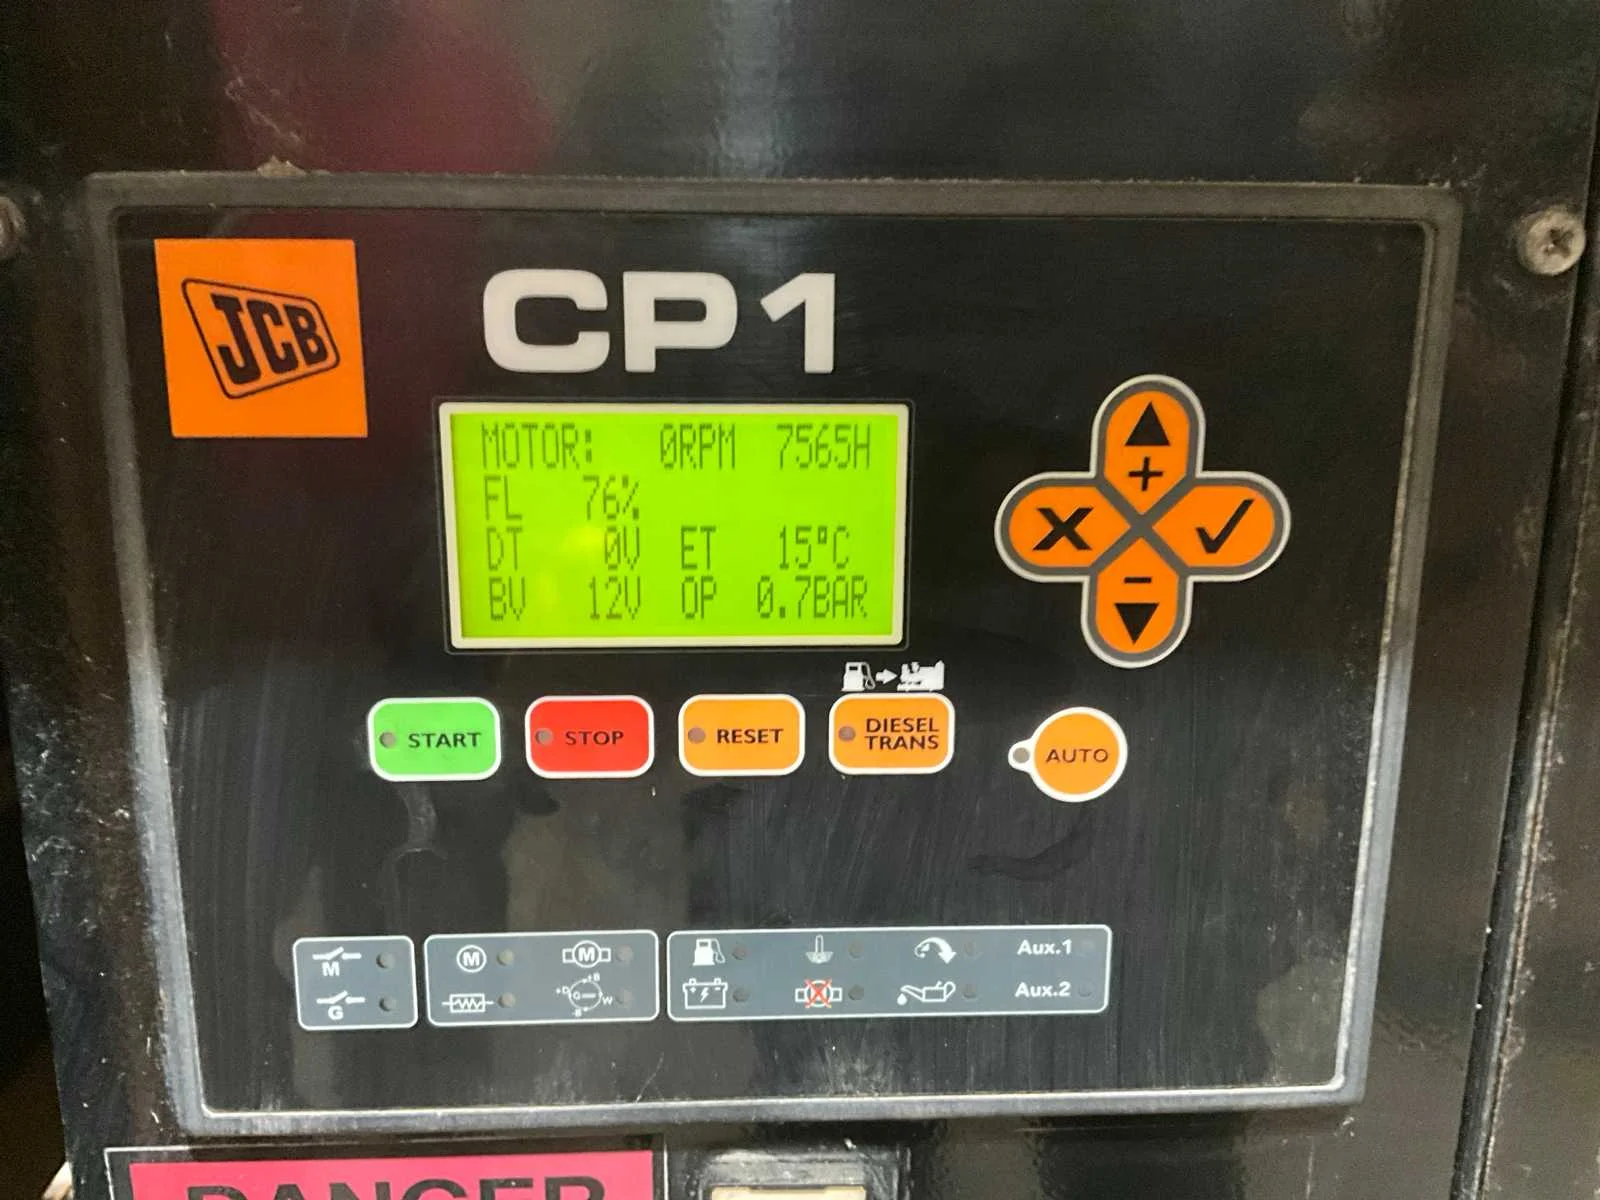 JCB
CP1
MOTOR: 0RPM 7565H
FL 76%
DT 0V ET 15°C
BV 12V OP 0.7BAR
+
X ✓
-
START STOP RESET DIESEL TRANS AUTO
M M M Aux.1
G +D G +B W -B Aux.2
DANGER